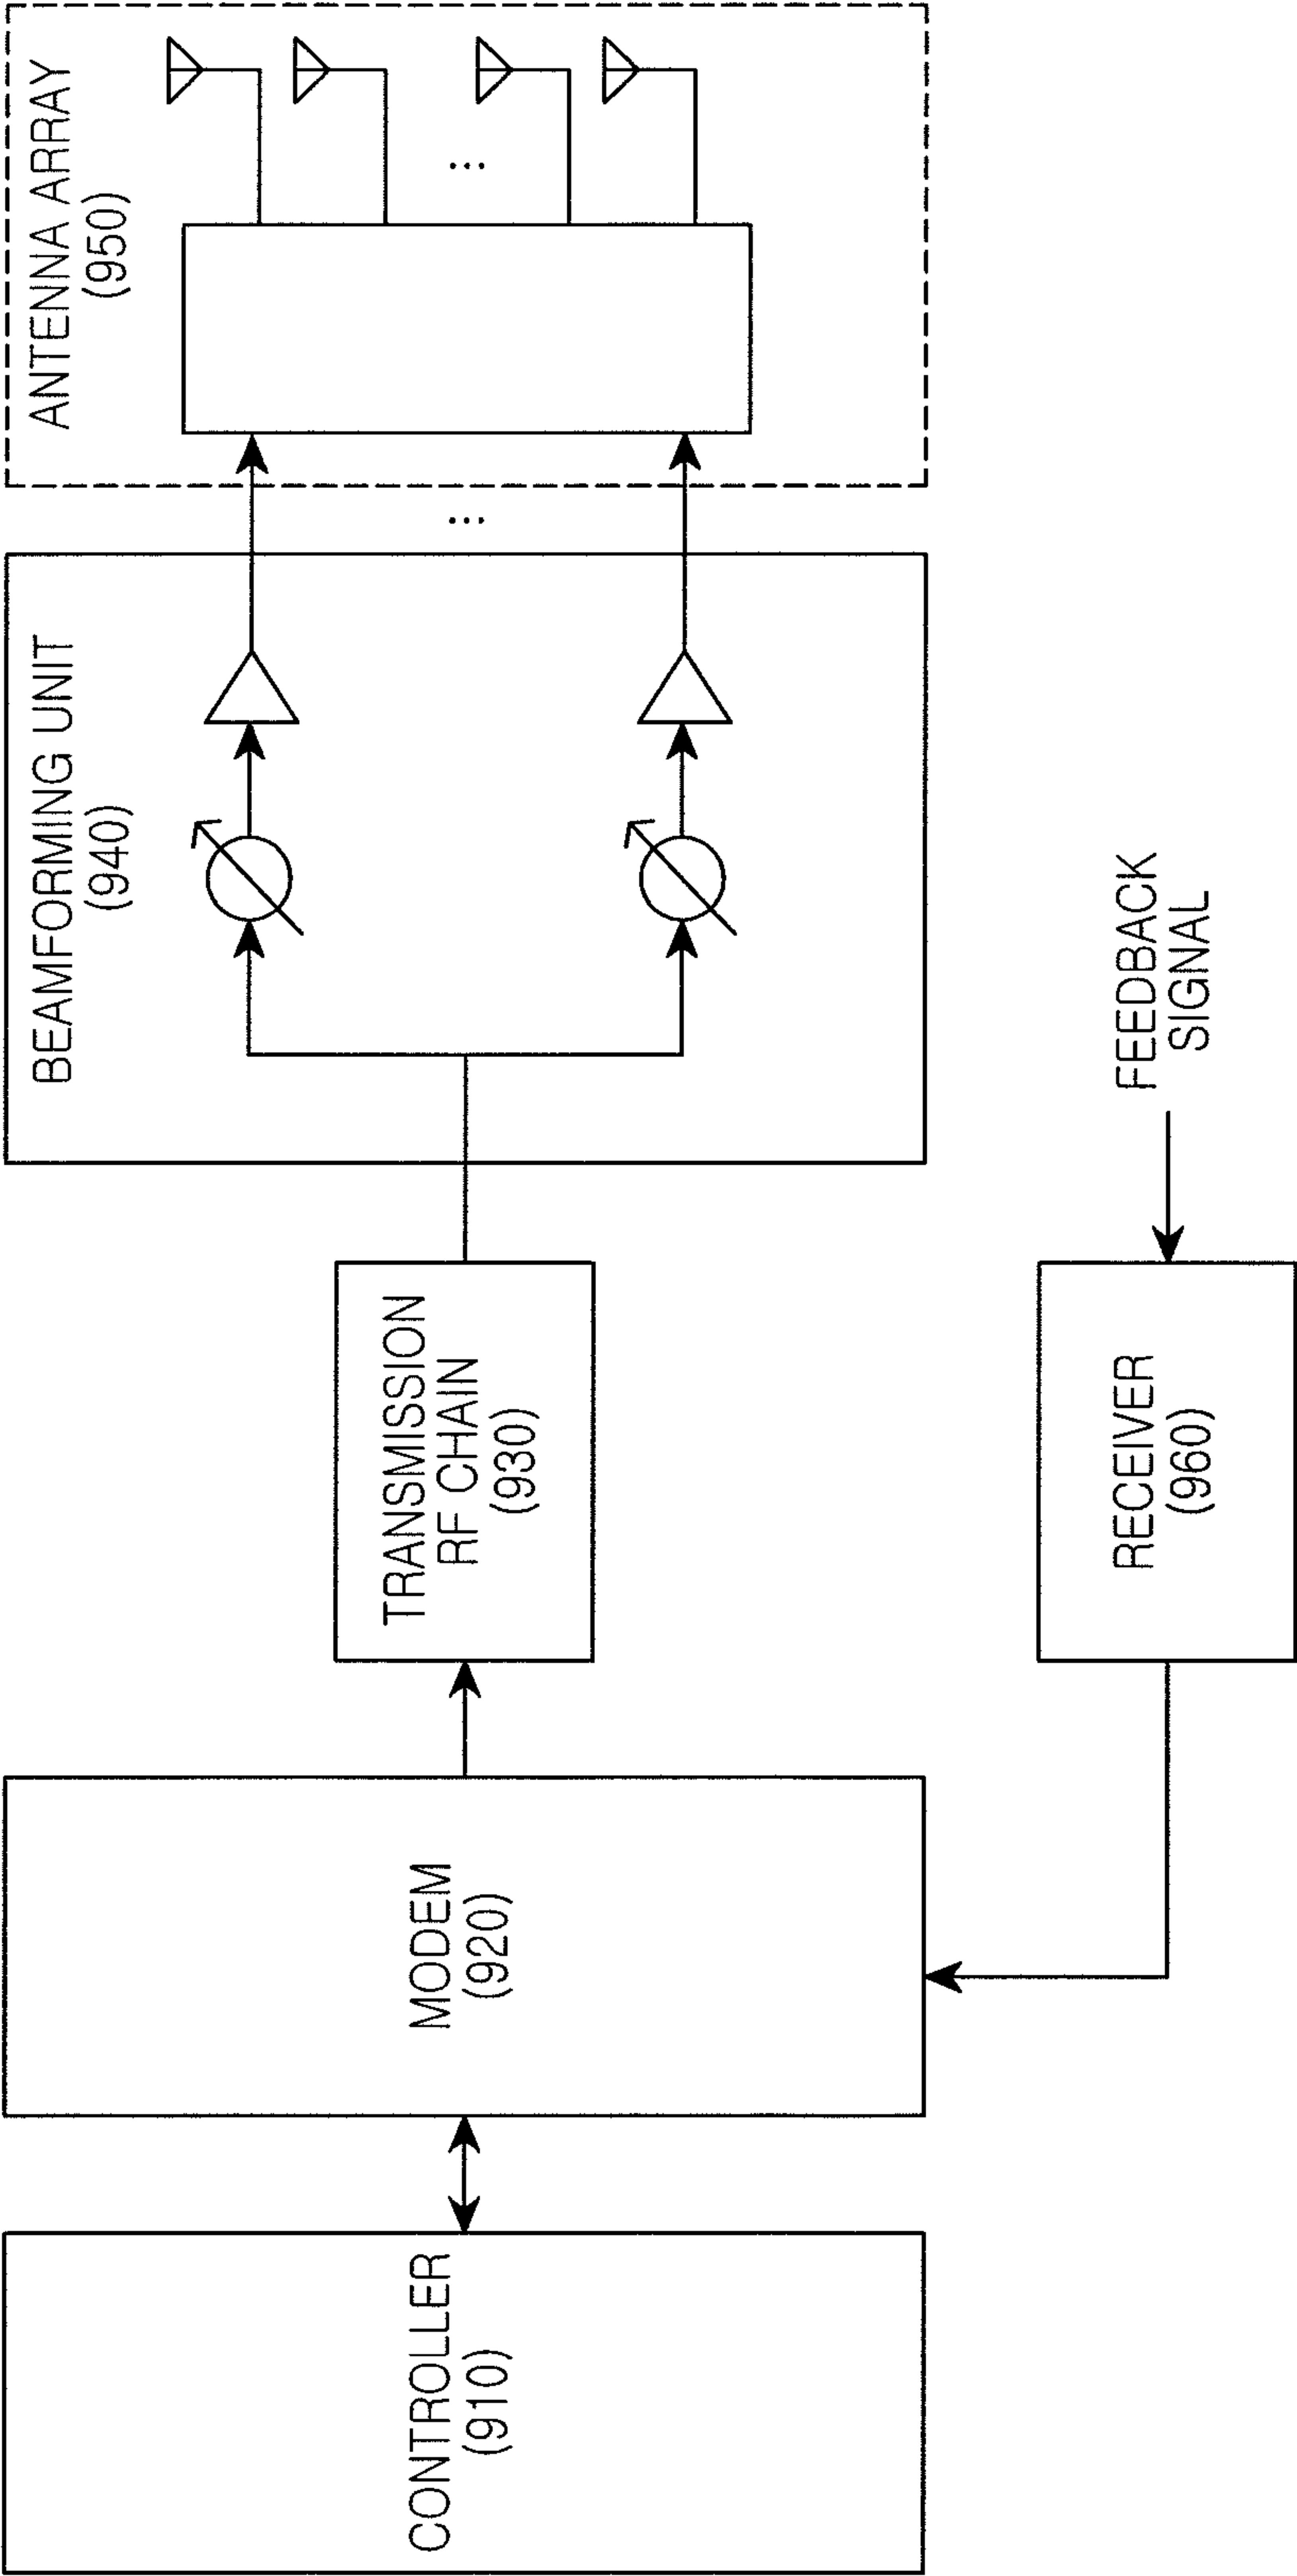 CONTROLLER
(910)
MODEM
(920)
TRANSMISSION
RF CHAIN
(930)
BEAMFORMING UNIT
(940)
ANTENNA ARRAY
(950)
...
...
RECEIVER
(960)
FEEDBACK
SIGNAL